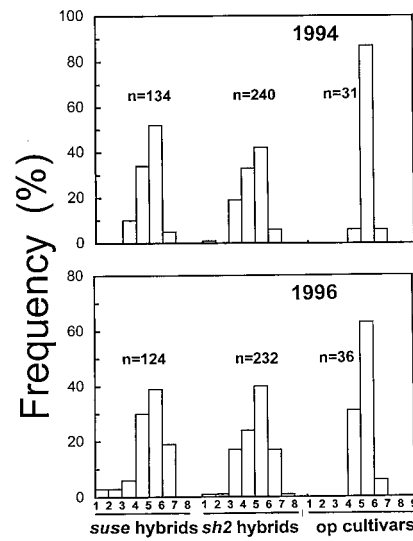 100
1994
80
n=134
n=240
n=31
60
40
20
0
Frequency (%)
80
1996
60
n=124
n=232
n=36
40
20
0
1 2 3 4 5 6 7 8 1 2 3 4 5 6 7 8 1 2 3 4 5 6 7 8 9
suse hybrids sh2 hybrids op cultivars